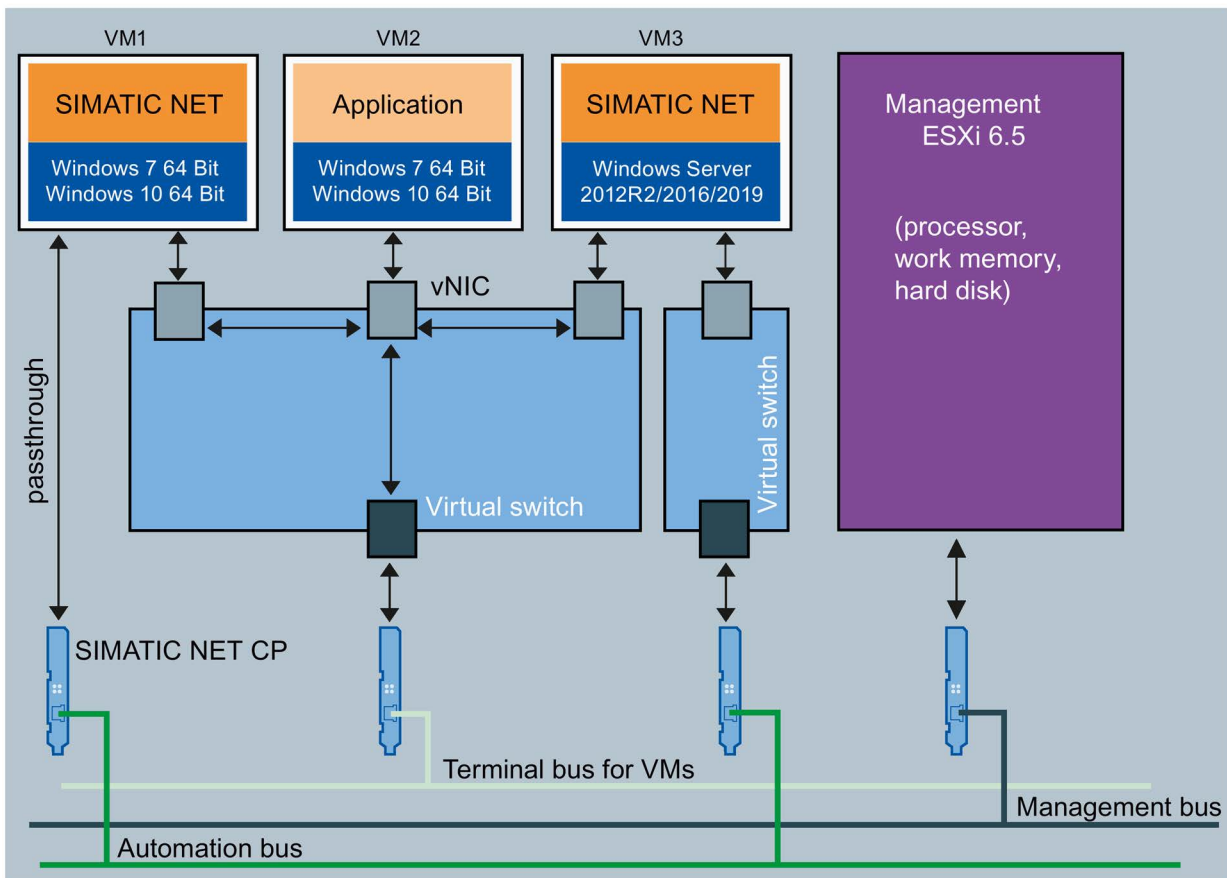 VM1
VM2
VM3
SIMATIC NET
Windows 7 64 Bit
Windows 10 64 Bit
Application
Windows 7 64 Bit
Windows 10 64 Bit
SIMATIC NET
Windows Server
2012R2/2016/2019
Management
ESXi 6.5
(processor,
work memory,
hard disk)
vNIC
passthrough
Virtual switch
Virtual switch
SIMATIC NET CP
Terminal bus for VMs
Management bus
Automation bus